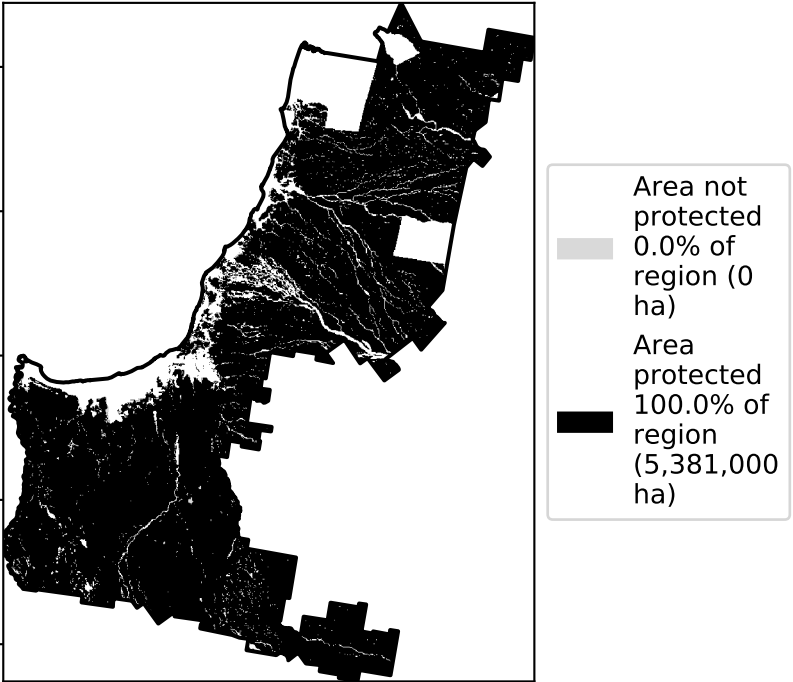 Area not
protected
0.0% of
region (0
ha)
Area
protected
100.0% of
region
(5,381,000
ha)